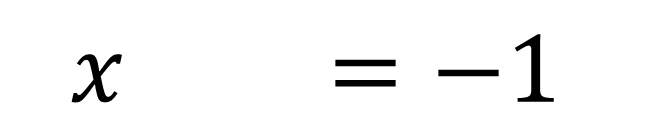 x = −1